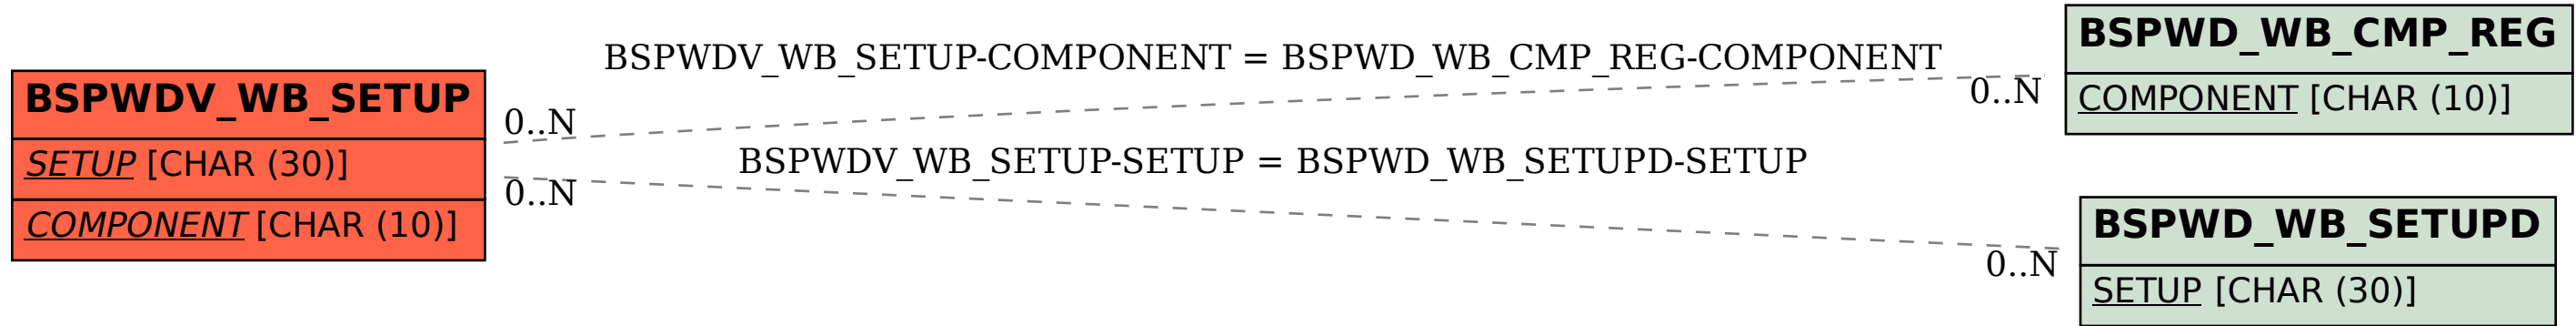 BSPWDV_WB_SETUP
SETUP [CHAR (30)]
COMPONENT [CHAR (10)]
BSPWDV_WB_SETUP-COMPONENT = BSPWD_WB_CMP_REG-COMPONENT
0..N
0..N
BSPWDV_WB_SETUP-SETUP = BSPWD_WB_SETUPD-SETUP
0..N
0..N
BSPWD_WB_CMP_REG
COMPONENT [CHAR (10)]
BSPWD_WB_SETUPD
SETUP [CHAR (30)]